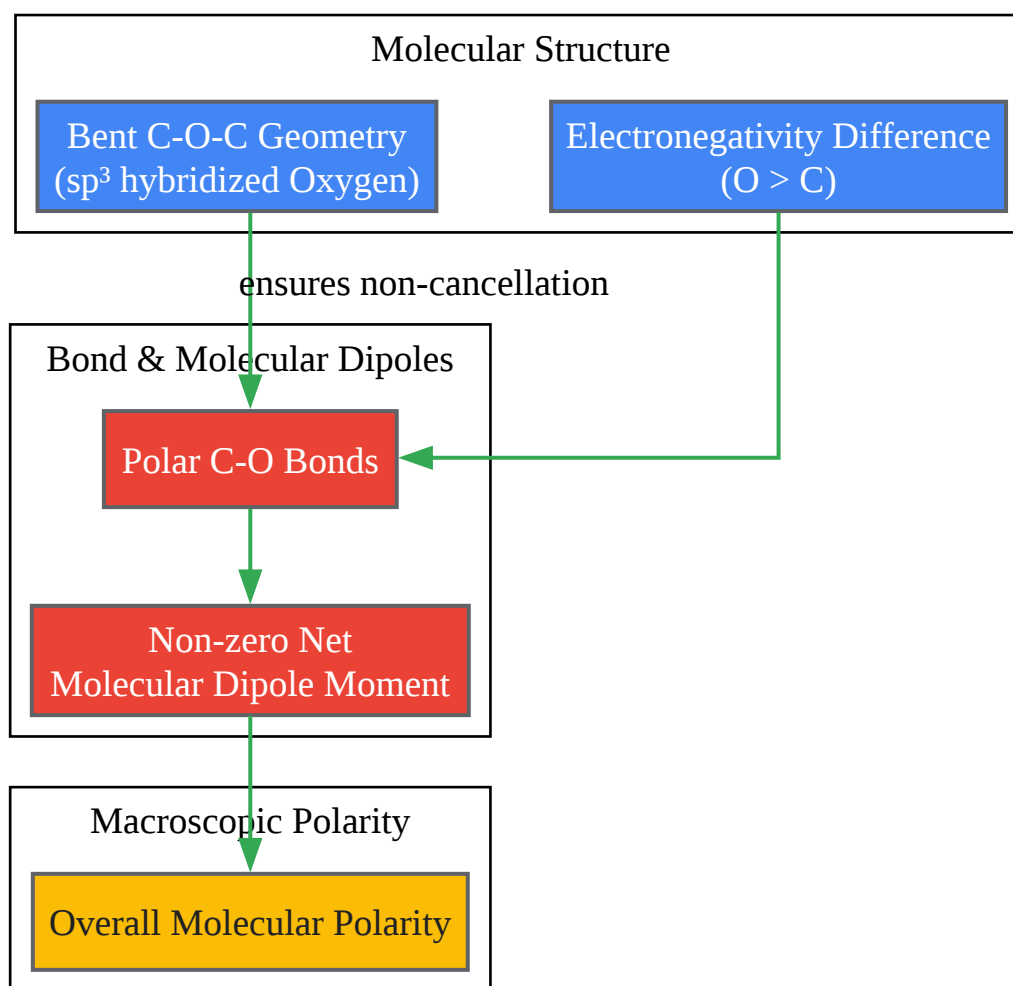 Molecular Structure
Bent C-O-C Geometry
(sp³ hybridized Oxygen)
Electronegativity Difference
(O > C)
ensures non-cancellation
Bond & Molecular Dipoles
Polar C-O Bonds
Non-zero Net
Molecular Dipole Moment
Macroscopic Polarity
Overall Molecular Polarity